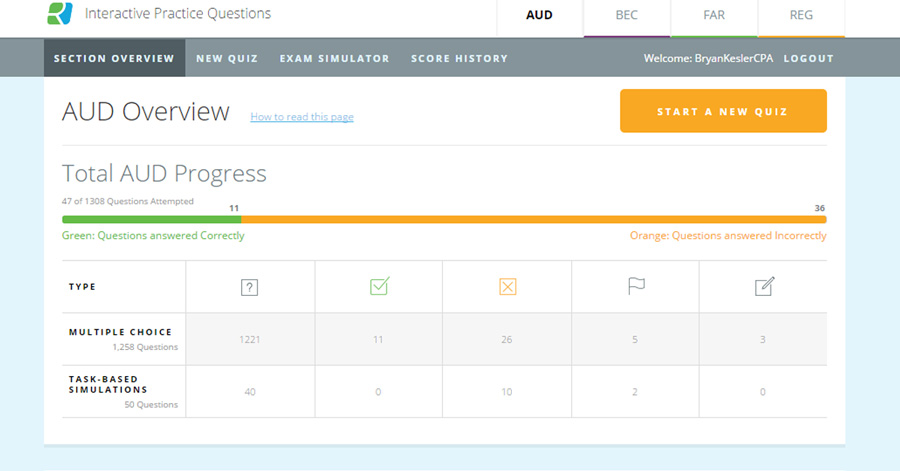 Interactive Practice Questions
AUD BEC FAR REG
SECTION OVERVIEW NEW QUIZ EXAM SIMULATOR SCORE HISTORY Welcome: BryanKeslerCPA LOGOUT
AUD Overview How to read this page START A NEW QUIZ
Total AUD Progress
47 of 1308 Questions Attempted
11 36
Green: Questions answered Correctly Orange: Questions answered Incorrectly
TYPE ?
MULTIPLE CHOICE
1,258 Questions 1221 11 26 5 3
TASK-BASED
SIMULATIONS 40 0 10 2 0
50 Questions